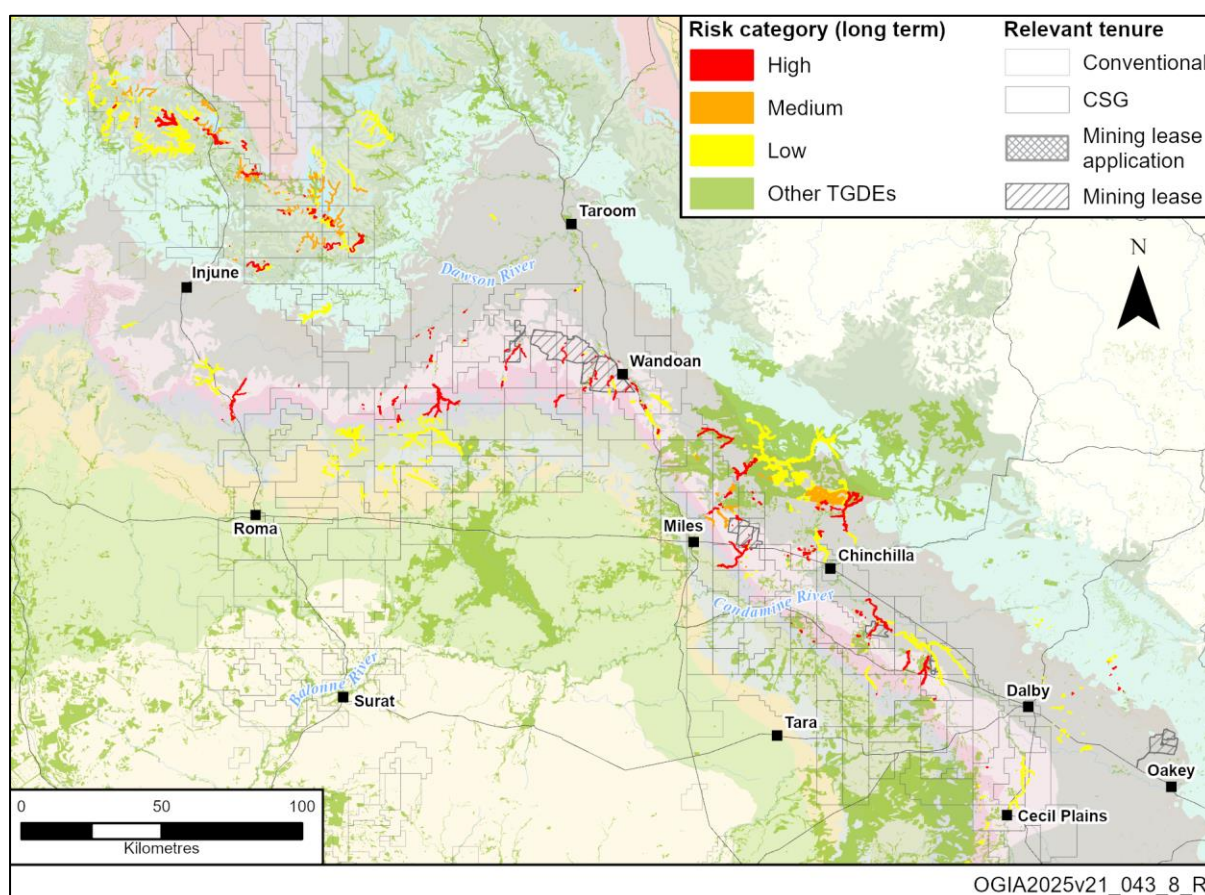 Risk category (long term)
High
Medium
Low
Other TGDEs
Relevant tenure
Conventional
CSG
Mining lease
application
Mining lease
N
Taroom
Injune
Dawson River
Wandoan
Roma
Miles
Chinchilla
Condamine River
Balonne River
Surat
Dalby
Tara
Oakey
Cecil Plains
0 50 100
Kilometres
OGIA2025v21_043_8_R